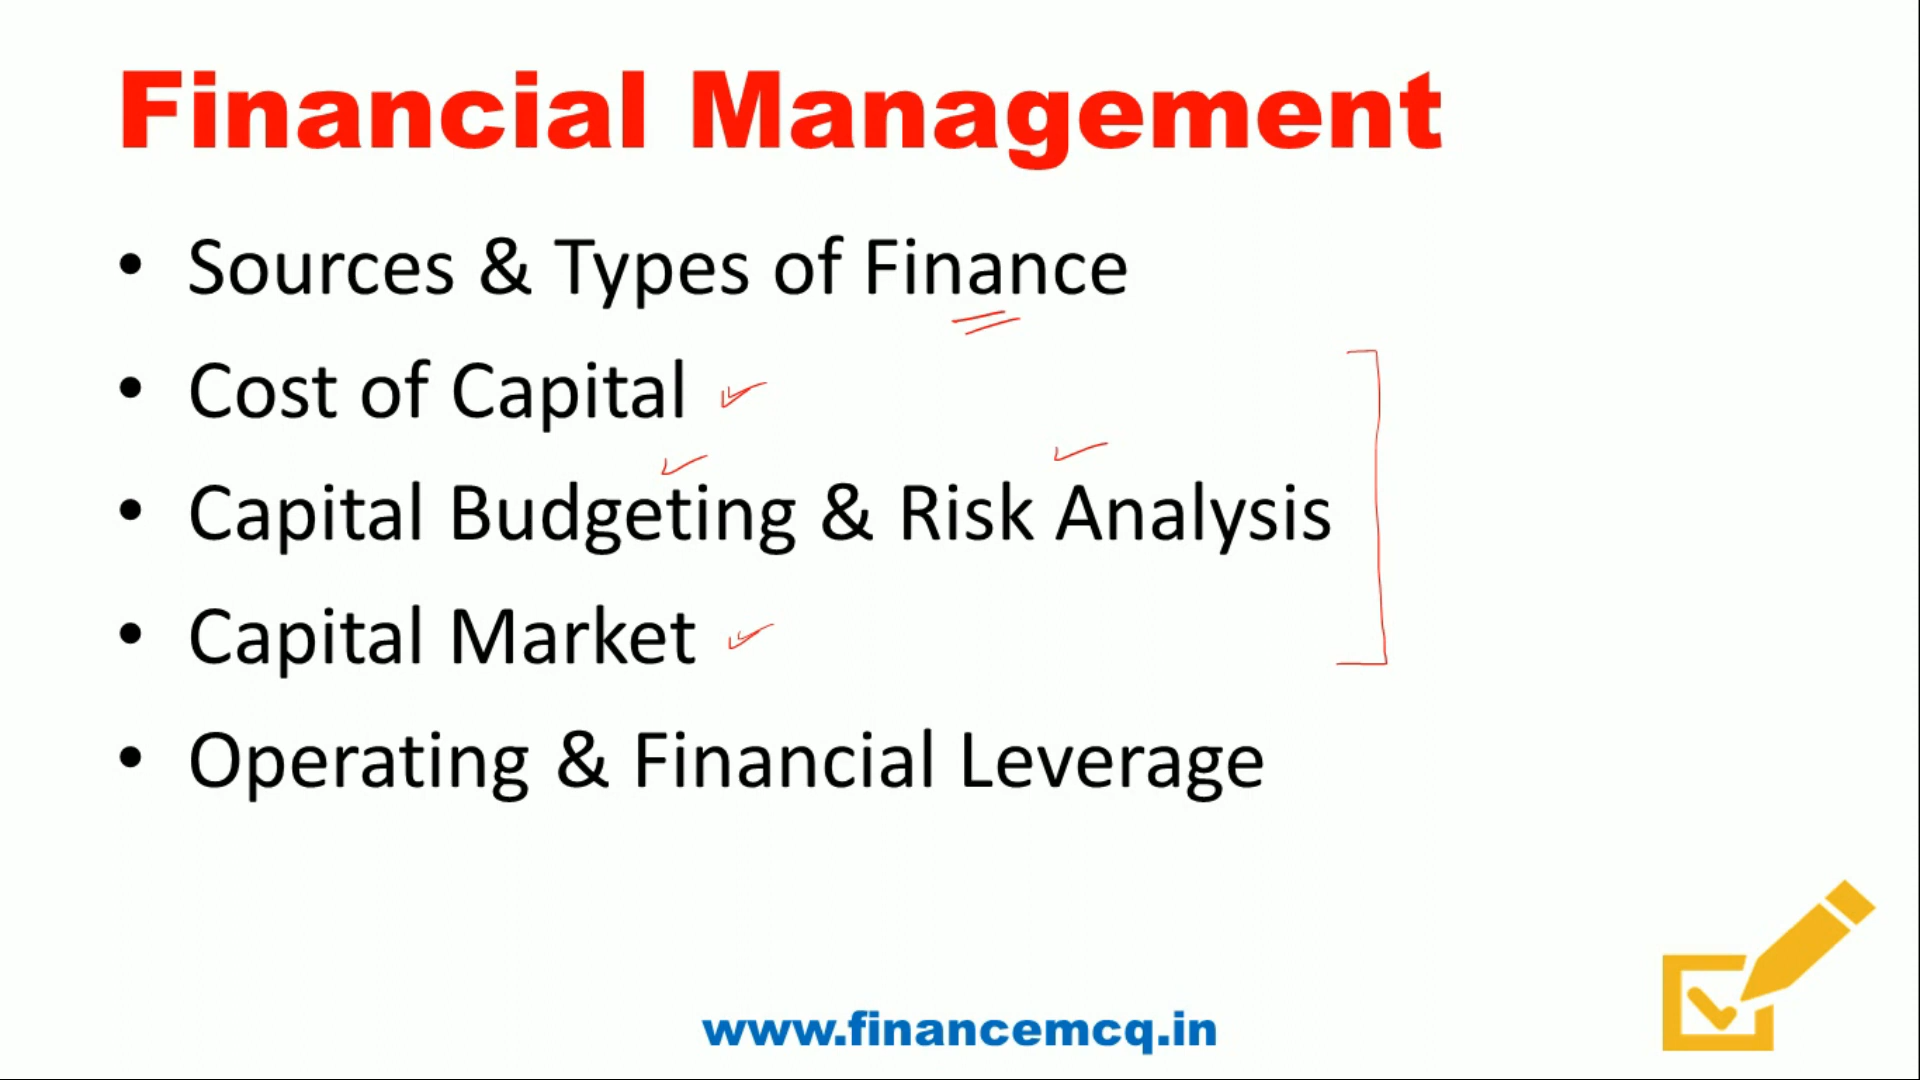 Financial Management
• Sources & Types of Finance
• Cost of Capital
• Capital Budgeting & Risk Analysis
• Capital Market
• Operating & Financial Leverage
www.financemcq.in